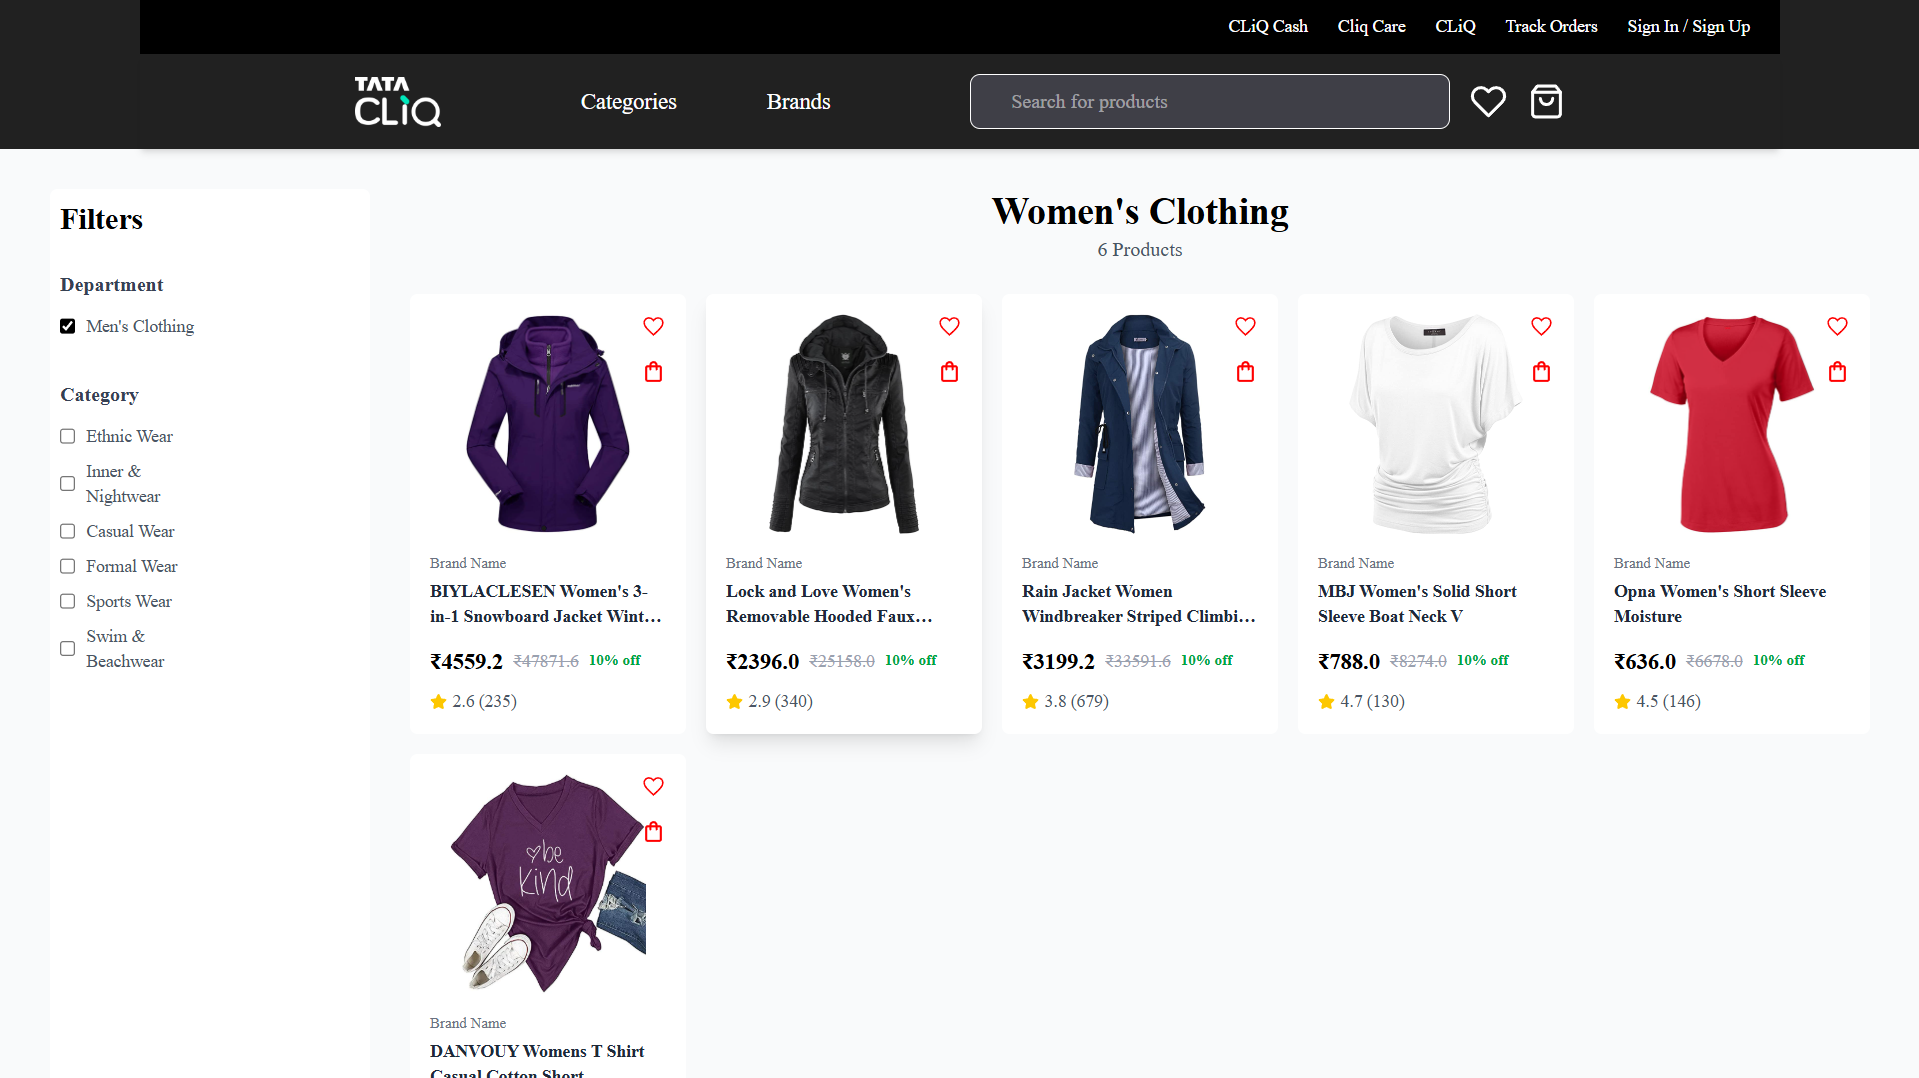 CLiQ Cash
Cliq Care
CLiQ
Track Orders
Sign In / Sign Up
TATA
CLiQ
Categories
Brands
Search for products
Filters
Department
Men's Clothing
Category
Ethnic Wear
Inner &
Nightwear
Casual Wear
Formal Wear
Sports Wear
Swim &
Beachwear
Women's Clothing
6 Products
Brand Name
BIYLACLESEN Women's 3-
in-1 Snowboard Jacket Wint…
₹4559.2 ₹47871.6 10% off
2.6 (235)
Brand Name
Lock and Love Women's
Removable Hooded Faux…
₹2396.0 ₹25158.0 10% off
2.9 (340)
Brand Name
Rain Jacket Women
Windbreaker Striped Climbi…
₹3199.2 ₹33591.6 10% off
3.8 (679)
Brand Name
MBJ Women's Solid Short
Sleeve Boat Neck V
₹788.0 ₹8274.0 10% off
4.7 (130)
Brand Name
Opna Women's Short Sleeve
Moisture
₹636.0 ₹6678.0 10% off
4.5 (146)
be
kind
Brand Name
DANVOUY Womens T Shirt
Casual Cotton Short